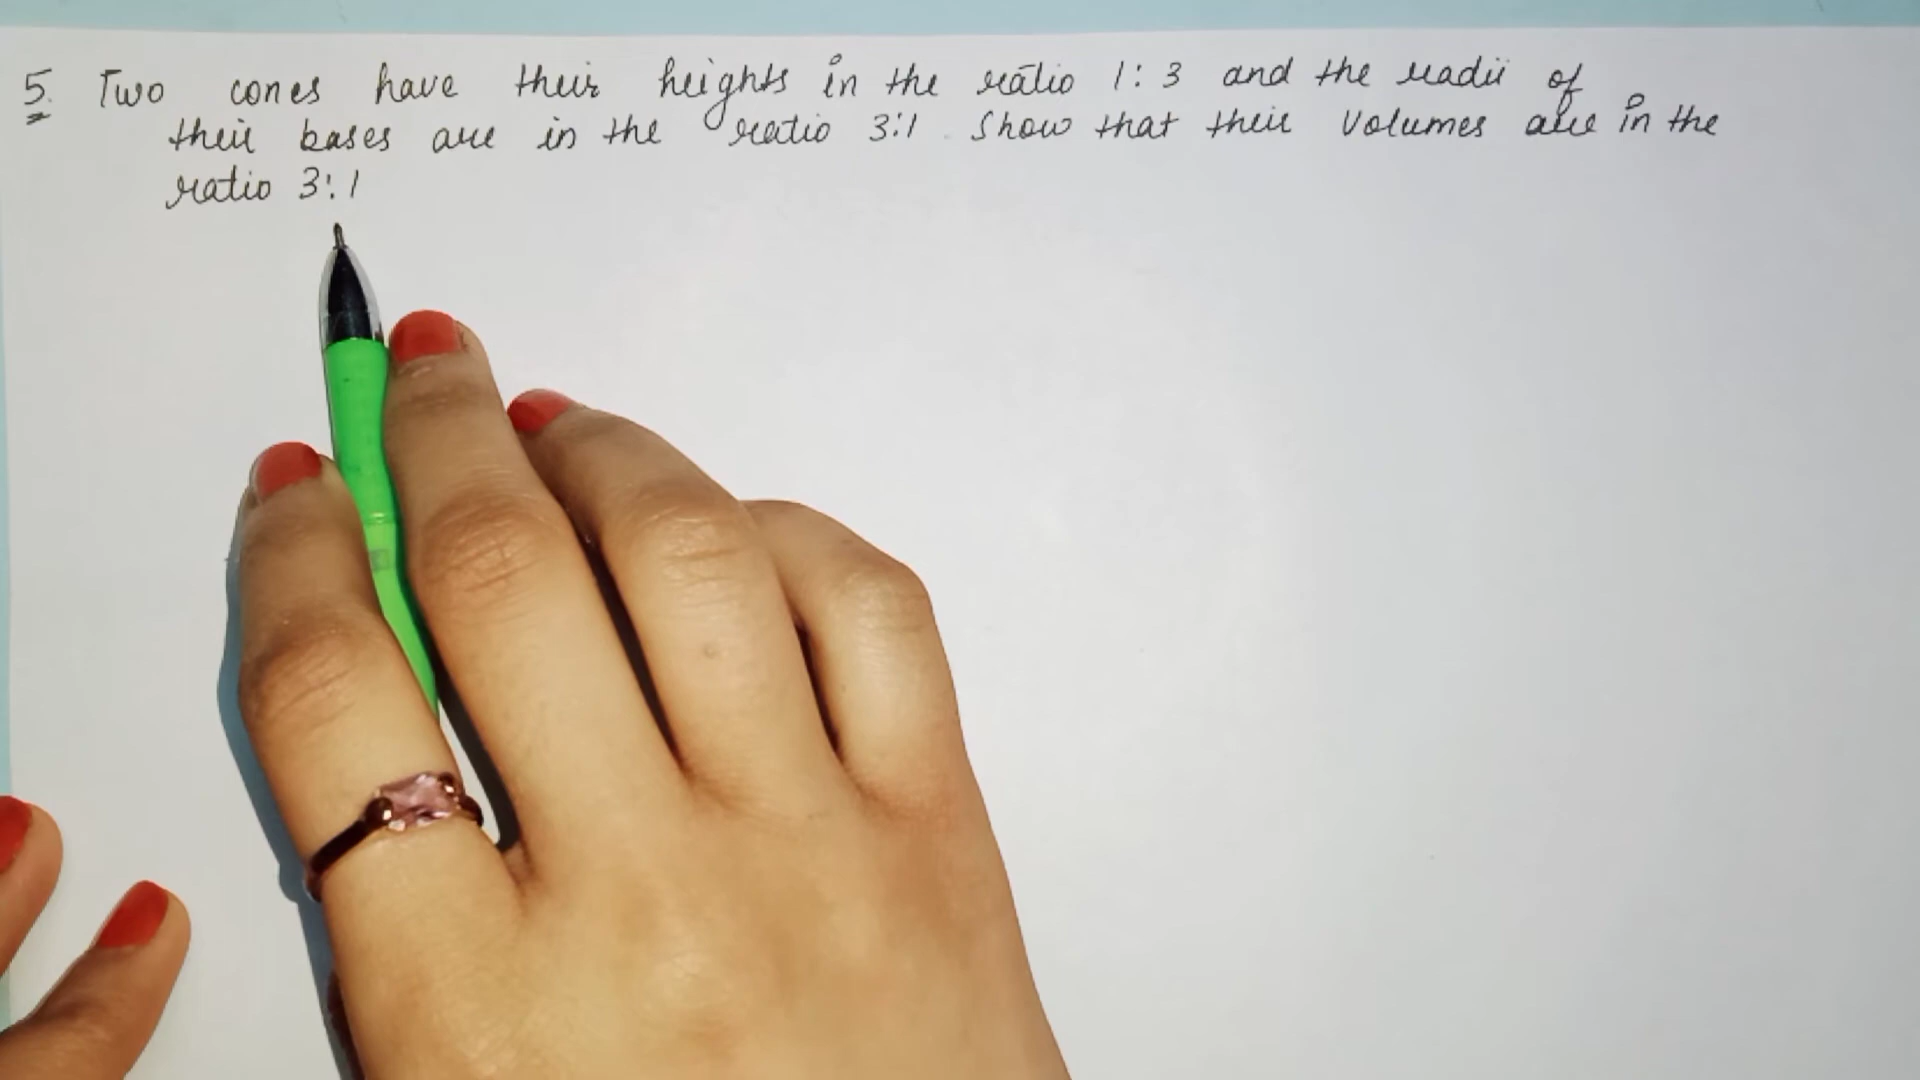 5. Two cones have their heights in the ratio 1:3 and the radii of
their bases are in the ratio 3:1. Show that their Volumes are in the
ratio 3:1